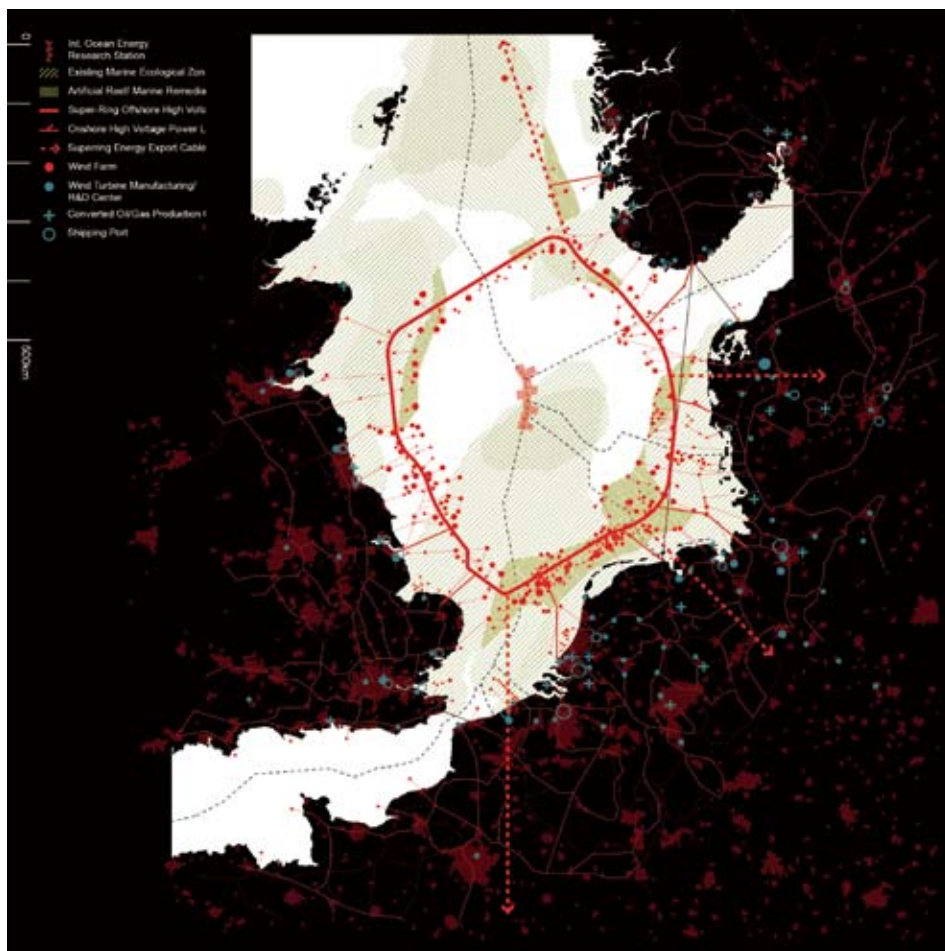 0
500km
Int. Ocean Energy
Research Station
Existing Marine Ecological Zon
Artificial Reef/ Marine Remedia
Super-Ring Offshore High Volta
Onshore High Voltage Power L
Superring Energy Export Cable
Wind Farm
Wind Turbine Manufacturing/
R&D Center
Converted Oil/Gas Production
Shipping Port